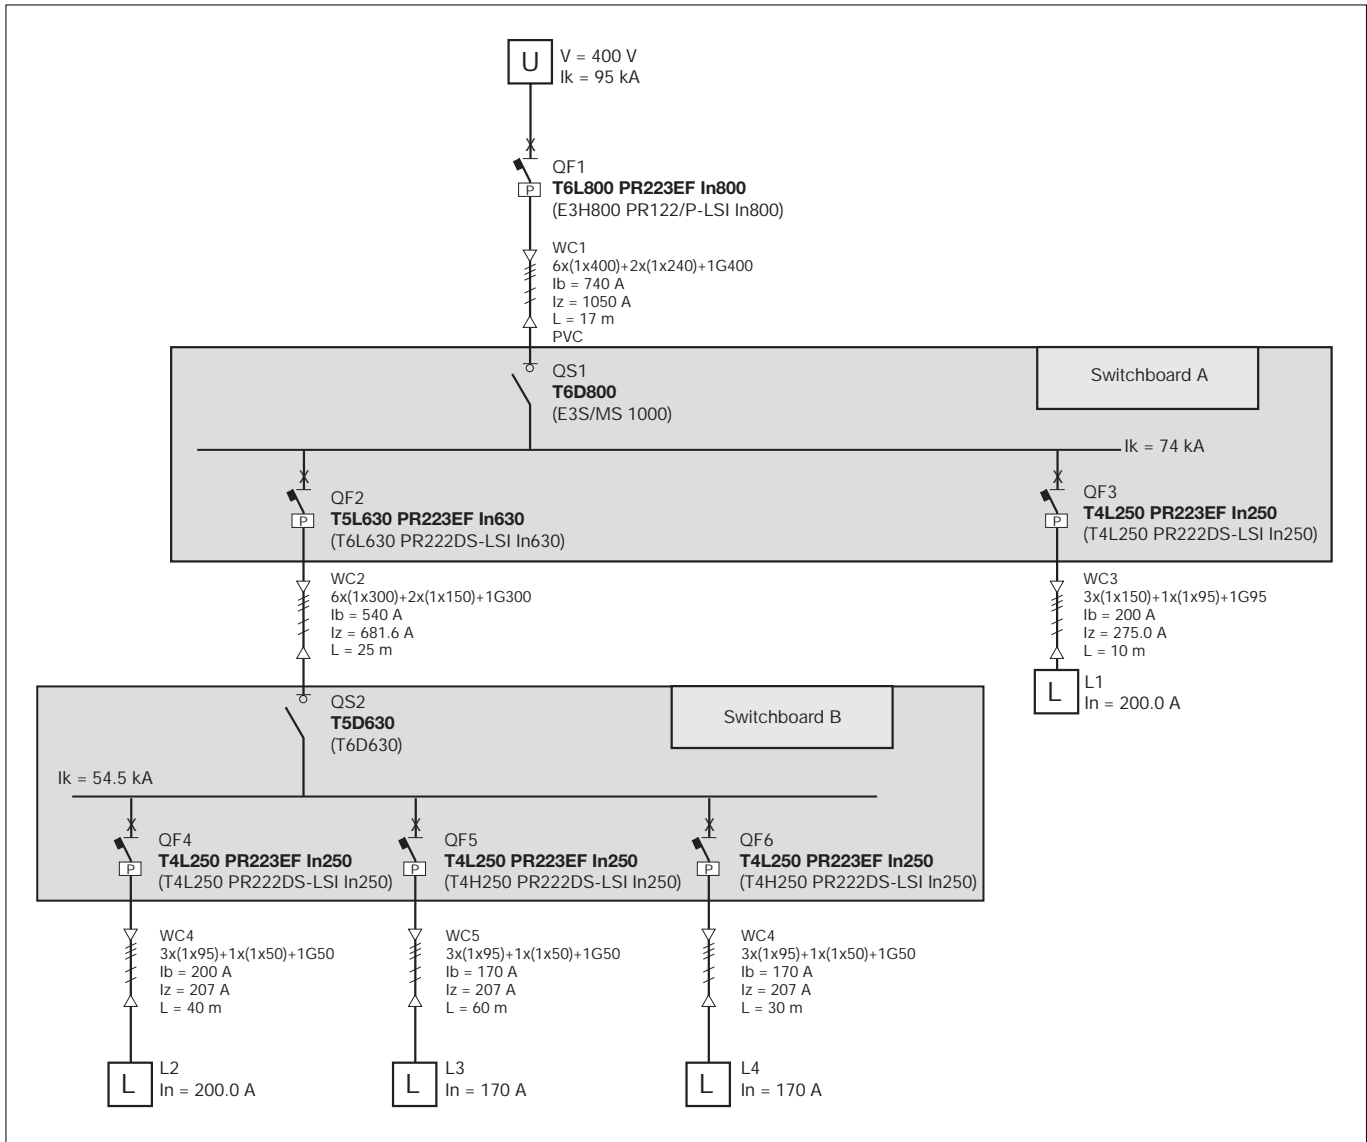 U
V = 400 V
Ik = 95 kA
QF1
T6L800 PR223EF In800
P
(E3H800 PR122/P-LSI In800)
WC1
6x(1x400)+2x(1x240)+1G400
Ib = 740 A
Iz = 1050 A
L = 17 m
PVC
QS1
T6D800
(E3S/MS 1000)
Switchboard A
Ik = 74 kA
QF2
T5L630 PR223EF In630
P
(T6L630 PR222DS-LSI In630)
QF3
T4L250 PR223EF In250
P
(T4L250 PR222DS-LSI In250)
WC2
6x(1x300)+2x(1x150)+1G300
Ib = 540 A
Iz = 681.6 A
L = 25 m
WC3
3x(1x150)+1x(1x95)+1G95
Ib = 200 A
Iz = 275.0 A
L = 10 m
L
L1
In = 200.0 A
QS2
T5D630
(T6D630)
Switchboard B
Ik = 54.5 kA
QF4
T4L250 PR223EF In250
P
(T4L250 PR222DS-LSI In250)
QF5
T4L250 PR223EF In250
P
(T4H250 PR222DS-LSI In250)
QF6
T4L250 PR223EF In250
P
(T4H250 PR222DS-LSI In250)
WC4
3x(1x95)+1x(1x50)+1G50
Ib = 200 A
Iz = 207 A
L = 40 m
WC5
3x(1x95)+1x(1x50)+1G50
Ib = 170 A
Iz = 207 A
L = 60 m
WC4
3x(1x95)+1x(1x50)+1G50
Ib = 170 A
Iz = 207 A
L = 30 m
L
L2
In = 200.0 A
L
L3
In = 170 A
L
L4
In = 170 A